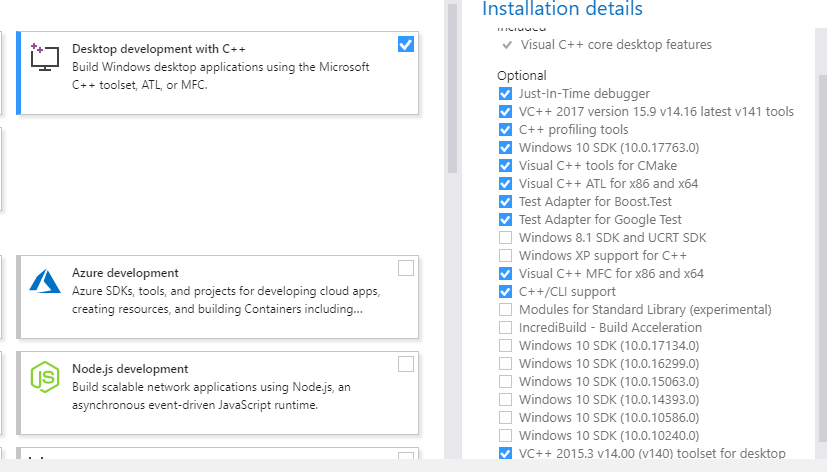 Desktop development with C++
Build Windows desktop applications using the Microsoft
C++ toolset, ATL, or MFC.
Azure development
Azure SDKs, tools, and projects for developing cloud apps,
creating resources, and building Containers including...
Node.js development
Build scalable network applications using Node.js, an
asynchronous event-driven JavaScript runtime.
Installation details
Included
Visual C++ core desktop features
Optional
Just-In-Time debugger
VC++ 2017 version 15.9 v14.16 latest v141 tools
C++ profiling tools
Windows 10 SDK (10.0.17763.0)
Visual C++ tools for CMake
Visual C++ ATL for x86 and x64
Test Adapter for Boost.Test
Test Adapter for Google Test
Windows 8.1 SDK and UCRT SDK
Windows XP support for C++
Visual C++ MFC for x86 and x64
C++/CLI support
Modules for Standard Library (experimental)
IncrediBuild - Build Acceleration
Windows 10 SDK (10.0.17134.0)
Windows 10 SDK (10.0.16299.0)
Windows 10 SDK (10.0.15063.0)
Windows 10 SDK (10.0.14393.0)
Windows 10 SDK (10.0.10586.0)
Windows 10 SDK (10.0.10240.0)
VC++ 2015.3 v14.00 (v140) toolset for desktop